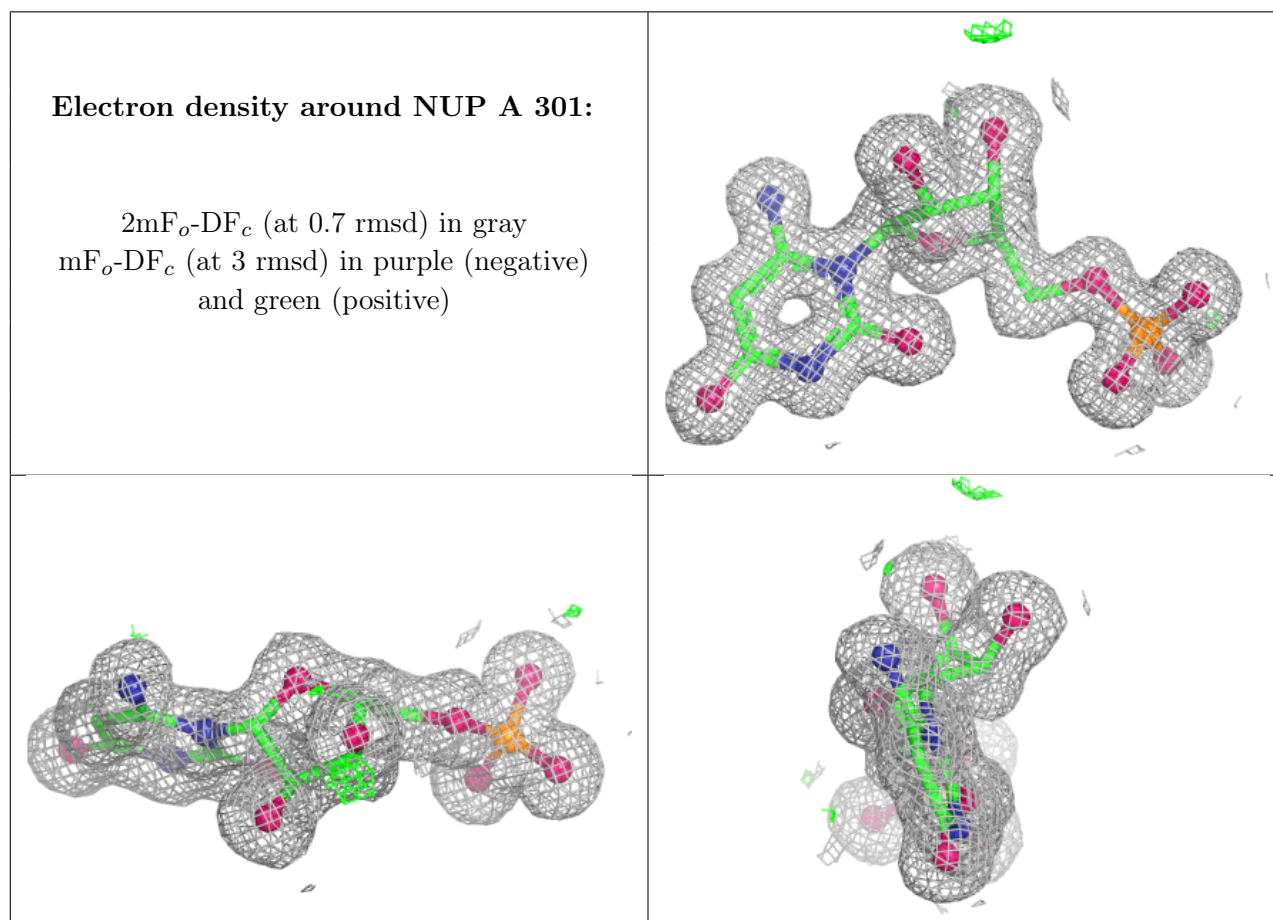 Electron density around NUP A 301:
2mFo-DFc (at 0.7 rmsd) in gray
mFo-DFc (at 3 rmsd) in purple (negative)
and green (positive)